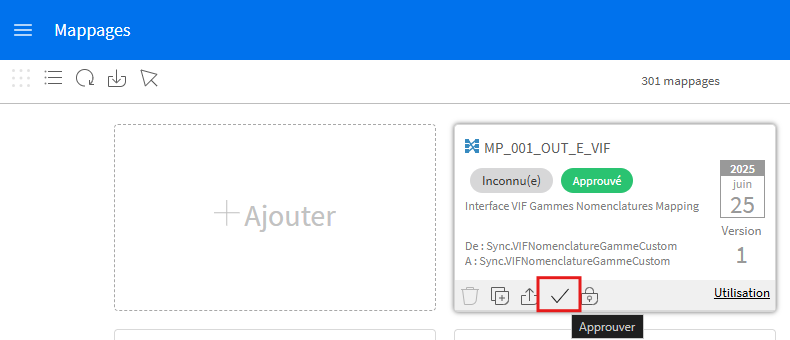 Mappages
301 mappages
Ajouter
MP_001_OUT_E_VIF
Inconnu(e)
Approuvé
Interface VIF Gammes Nomenclatures Mapping
De : Sync.VIFNomenclatureGammeCustom
A : Sync.VIFNomenclatureGammeCustom
2025
juin
25
Version
1
Utilisation
Approuver